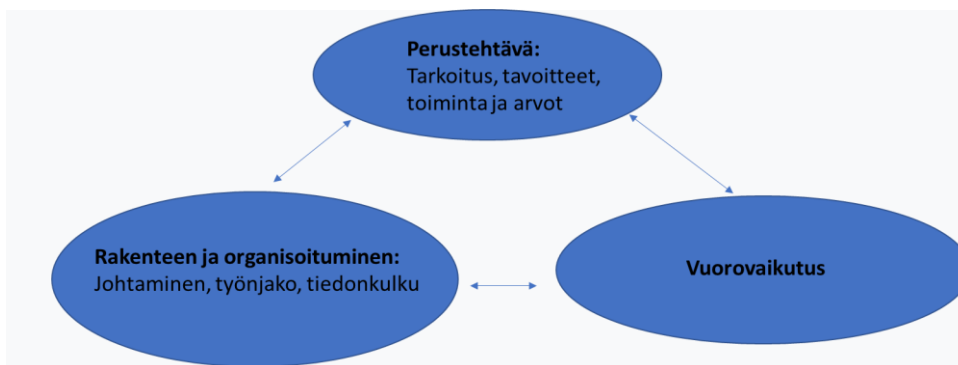 Perustehtävä:
Tarkoitus, tavoitteet,
toiminta ja arvot
Rakenteen ja organisoituminen:
Johtaminen, työnjako, tiedonkulku
Vuorovaikutus